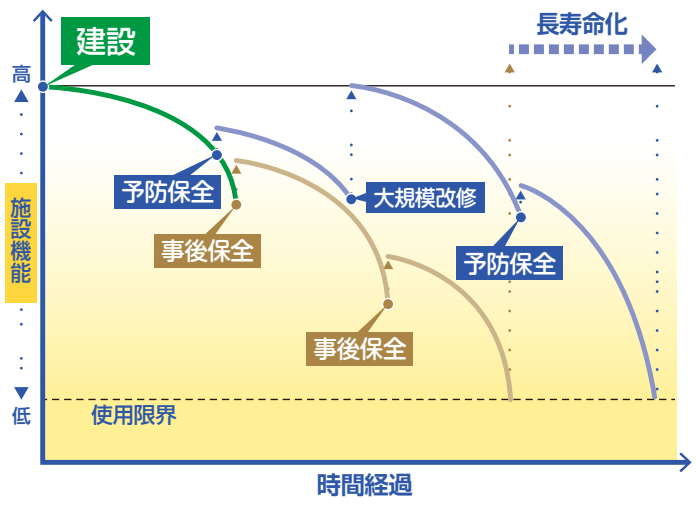 長寿命化
建設
高
予防保全
大規模改修
施設機能
事後保全
予防保全
事後保全
低
使用限界
時間経過